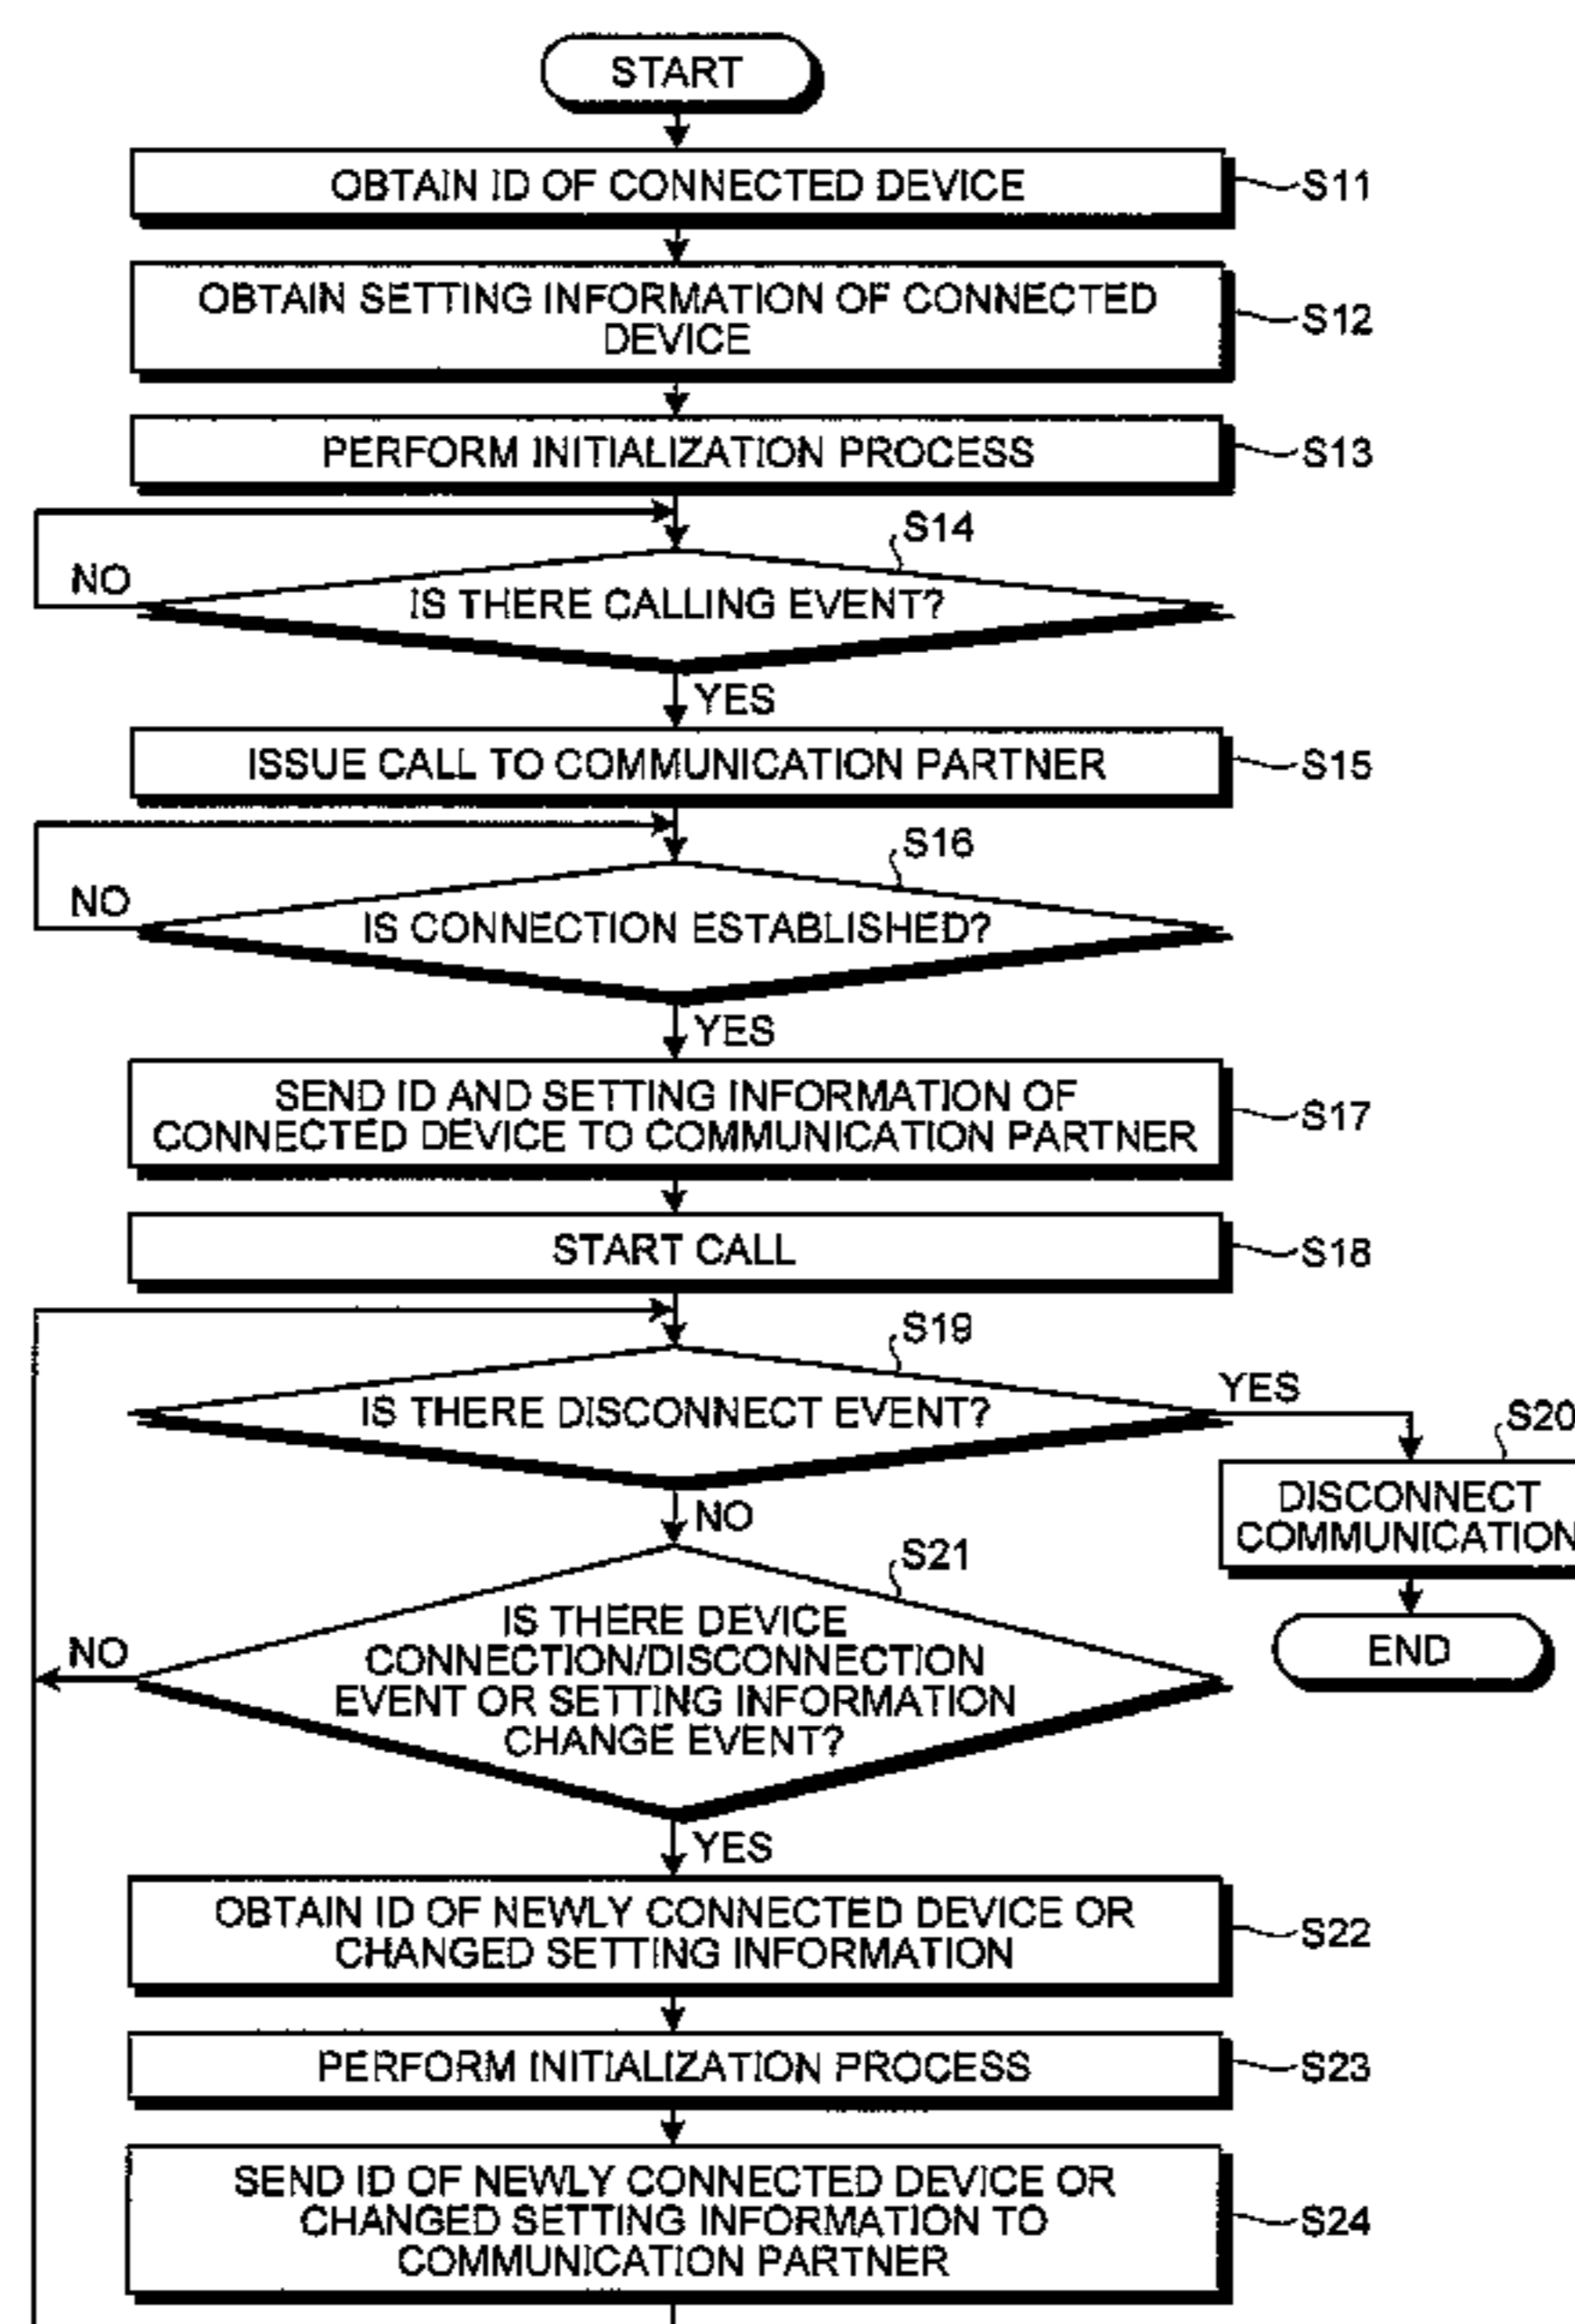 START
OBTAIN ID OF CONNECTED DEVICE
S11
OBTAIN SETTING INFORMATION OF CONNECTED
DEVICE
S12
PERFORM INITIALIZATION PROCESS
S13
S14
NO
IS THERE CALLING EVENT?
YES
ISSUE CALL TO COMMUNICATION PARTNER
S15
S16
NO
IS CONNECTION ESTABLISHED?
YES
SEND ID AND SETTING INFORMATION OF
CONNECTED DEVICE TO COMMUNICATION PARTNER
S17
START CALL
S18
S19
IS THERE DISCONNECT EVENT?
YES
S20
DISCONNECT
COMMUNICATION
END
NO
S21
IS THERE DEVICE
CONNECTION/DISCONNECTION
EVENT OR SETTING INFORMATION
CHANGE EVENT?
NO
YES
OBTAIN ID OF NEWLY CONNECTED DEVICE OR
CHANGED SETTING INFORMATION
S22
PERFORM INITIALIZATION PROCESS
S23
SEND ID OF NEWLY CONNECTED DEVICE OR
CHANGED SETTING INFORMATION TO
COMMUNICATION PARTNER
S24